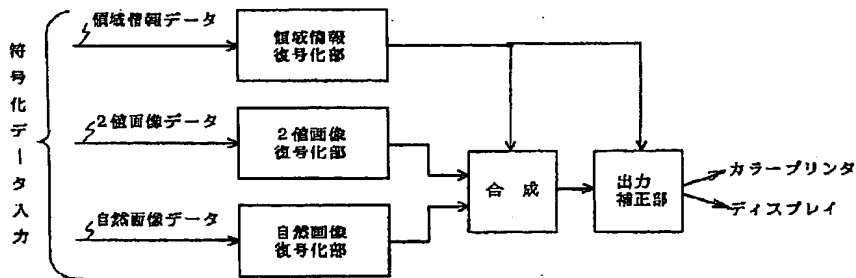 符号化データ入力
領域情報データ
領域情報
復号化部
2値画像データ
2値画像
復号化部
自然画像データ
自然画像
復号化部
合成
出力
補正部
カラープリンタ
ディスプレイ